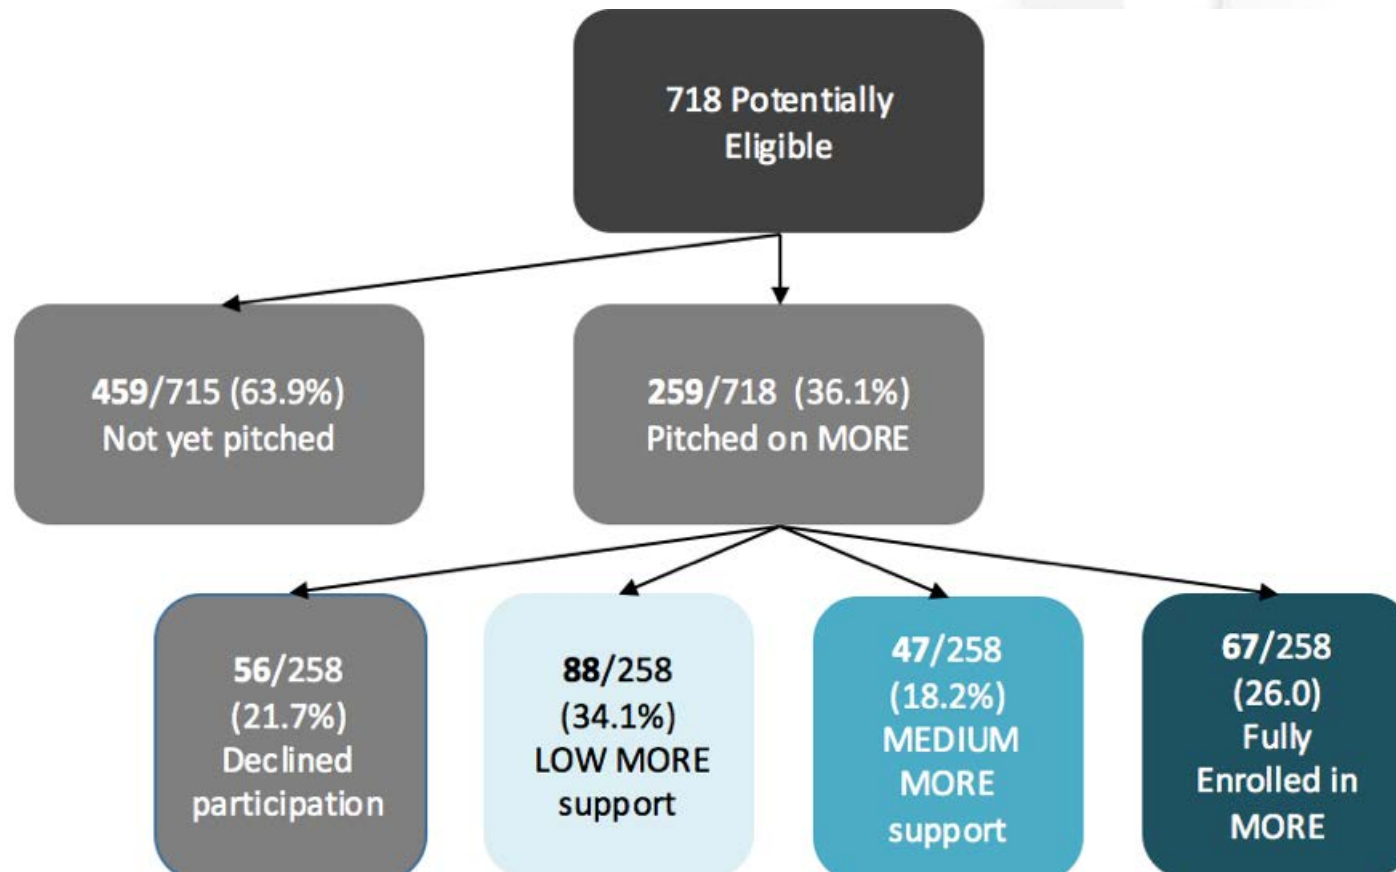 718 Potentially
Eligible
459/715 (63.9%)
Not yet pitched
259/718 (36.1%)
Pitched on MORE
56/258
(21.7%)
Declined
participation
88/258
(34.1%)
LOW MORE
support
47/258
(18.2%)
MEDIUM
MORE
support
67/258
(26.0)
Fully
Enrolled in
MORE